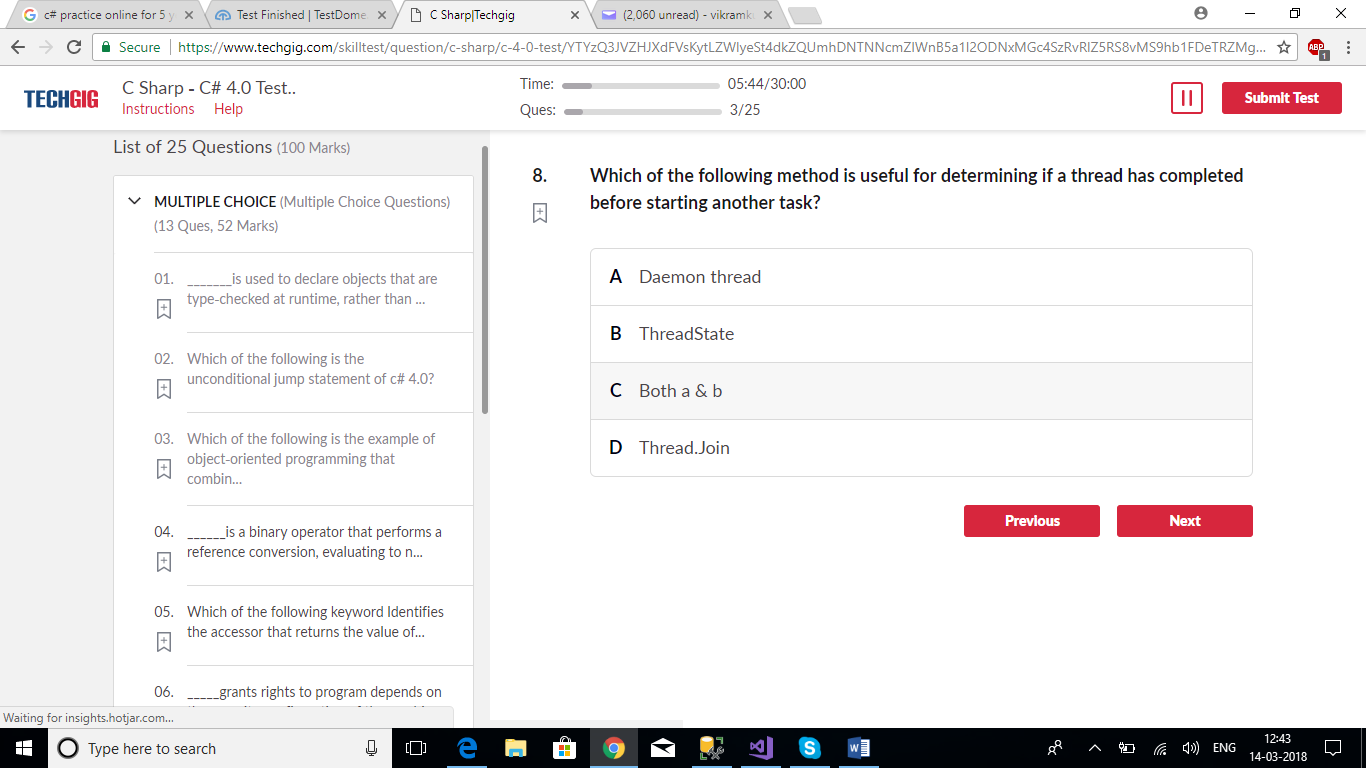 c# practice online for 5 y
Test Finished | TestDome
C Sharp|Techgig
(2,060 unread) - vikramk
Secure
https://www.techgig.com/skilltest/question/c-sharp/c-4-0-test/YTYzQ3JVZHJXdFVsKytLZWIyeSt4dkZQUmhDNTNNcmZIWnB5a1I2ODNxMGc4SzRvRlZ5RS8vMS9hb1FDeTRZMg...
ABP
1
TECHGIG
C Sharp - C# 4.0 Test..
Instructions Help
Time: 05:44/30:00
Ques: 3/25
Submit Test
List of 25 Questions (100 Marks)
MULTIPLE CHOICE (Multiple Choice Questions)
(13 Ques, 52 Marks)
01. _______is used to declare objects that are
type-checked at runtime, rather than ...
02. Which of the following is the
unconditional jump statement of c# 4.0?
03. Which of the following is the example of
object-oriented programming that
combin...
04. ______is a binary operator that performs a
reference conversion, evaluating to n...
05. Which of the following keyword Identifies
the accessor that returns the value of...
06. _____grants rights to program depends on
8. Which of the following method is useful for determining if a thread has completed
before starting another task?
A Daemon thread
B ThreadState
C Both a & b
D Thread.Join
Previous Next
Waiting for insights.hotjar.com...
Type here to search
ENG
12:43
14-03-2018